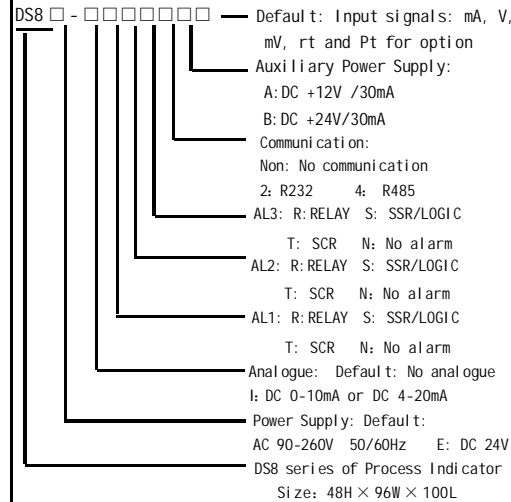 DS8□-□□□□□□□ Default: Input signals: mA, V,
mV, rt and Pt for option
Auxiliary Power Supply:
A:DC +12V /30mA
B:DC +24V/30mA
Communication:
Non: No communication
2: R232 4: R485
AL3: R:RELAY S: SSR/LOGIC
T: SCR N: No alarm
AL2: R:RELAY S: SSR/LOGIC
T: SCR N: No alarm
AL1: R:RELAY S: SSR/LOGIC
T: SCR N: No alarm
Analogue: Default: No analogue
I: DC 0-10mA or DC 4-20mA
Power Supply: Default:
AC 90-260V 50/60Hz E: DC 24V
DS8 series of Process Indicator
Size: 48H×96W×100L